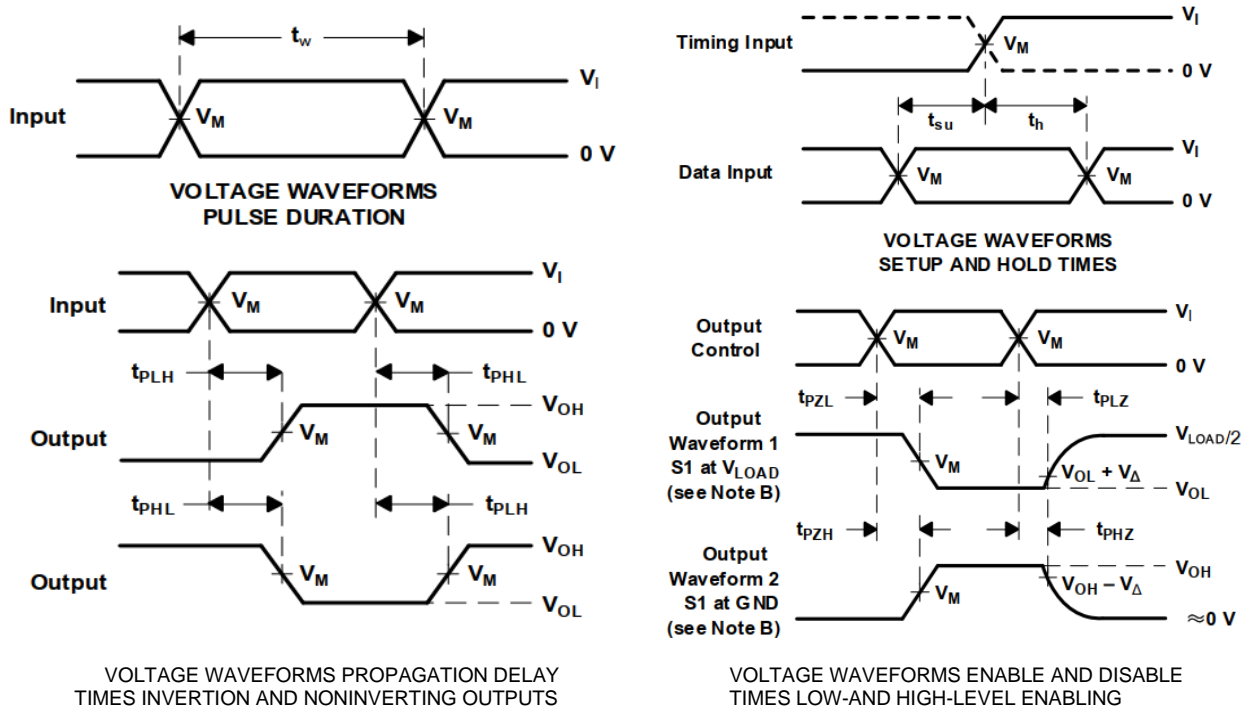 tw
VI
Input
VM
VM
0 V
VOLTAGE WAVEFORMS
PULSE DURATION
VI
Input
VM
VM
0 V
tPLH
tPHL
VOH
Output
VM
VM
VOL
tPHL
tPLH
VOH
Output
VM
VM
VOL
VOLTAGE WAVEFORMS PROPAGATION DELAY
TIMES INVERTION AND NONINVERTING OUTPUTS
VI
Timing Input
VM
0 V
tsu
th
VI
Data Input
VM
VM
0 V
VOLTAGE WAVEFORMS
SETUP AND HOLD TIMES
VI
Output
Control
VM
VM
0 V
tPZL
tPLZ
Output
Waveform 1
S1 at VLOAD
(see Note B)
VLOAD/2
VM
VOL + VΔ
VOL
tPZH
tPHZ
Output
Waveform 2
S1 at GND
(see Note B)
VOH
VM
VOH – VΔ
≈0 V
VOLTAGE WAVEFORMS ENABLE AND DISABLE
TIMES LOW-AND HIGH-LEVEL ENABLING